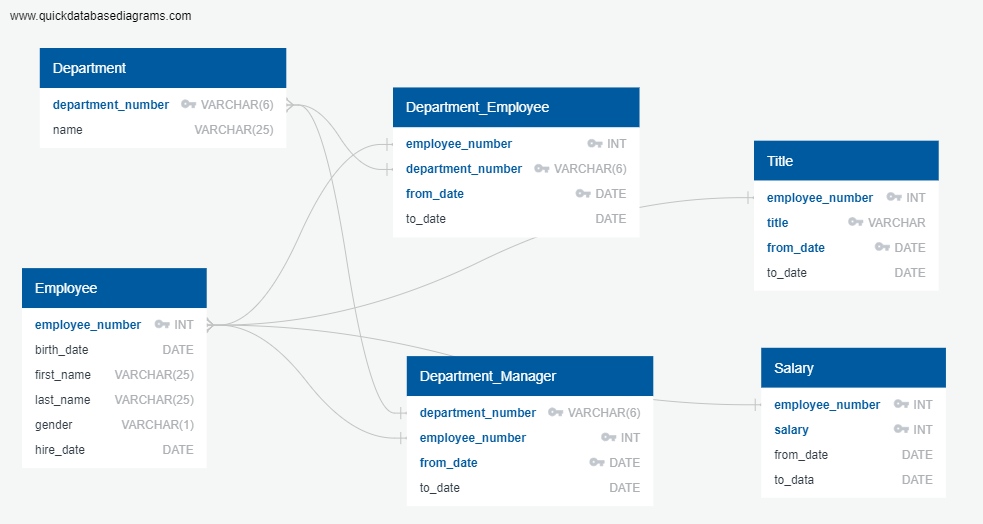 www.quickdatabasediagrams.com
Department
department_number VARCHAR(6)
name VARCHAR(25)
Department_Employee
employee_number INT
department_number VARCHAR(6)
from_date DATE
to_date DATE
Title
employee_number INT
title VARCHAR
from_date DATE
to_date DATE
Employee
employee_number INT
birth_date DATE
first_name VARCHAR(25)
last_name VARCHAR(25)
gender VARCHAR(1)
hire_date DATE
Department_Manager
department_number VARCHAR(6)
employee_number INT
from_date DATE
to_date DATE
Salary
employee_number INT
salary INT
from_date DATE
to_data DATE